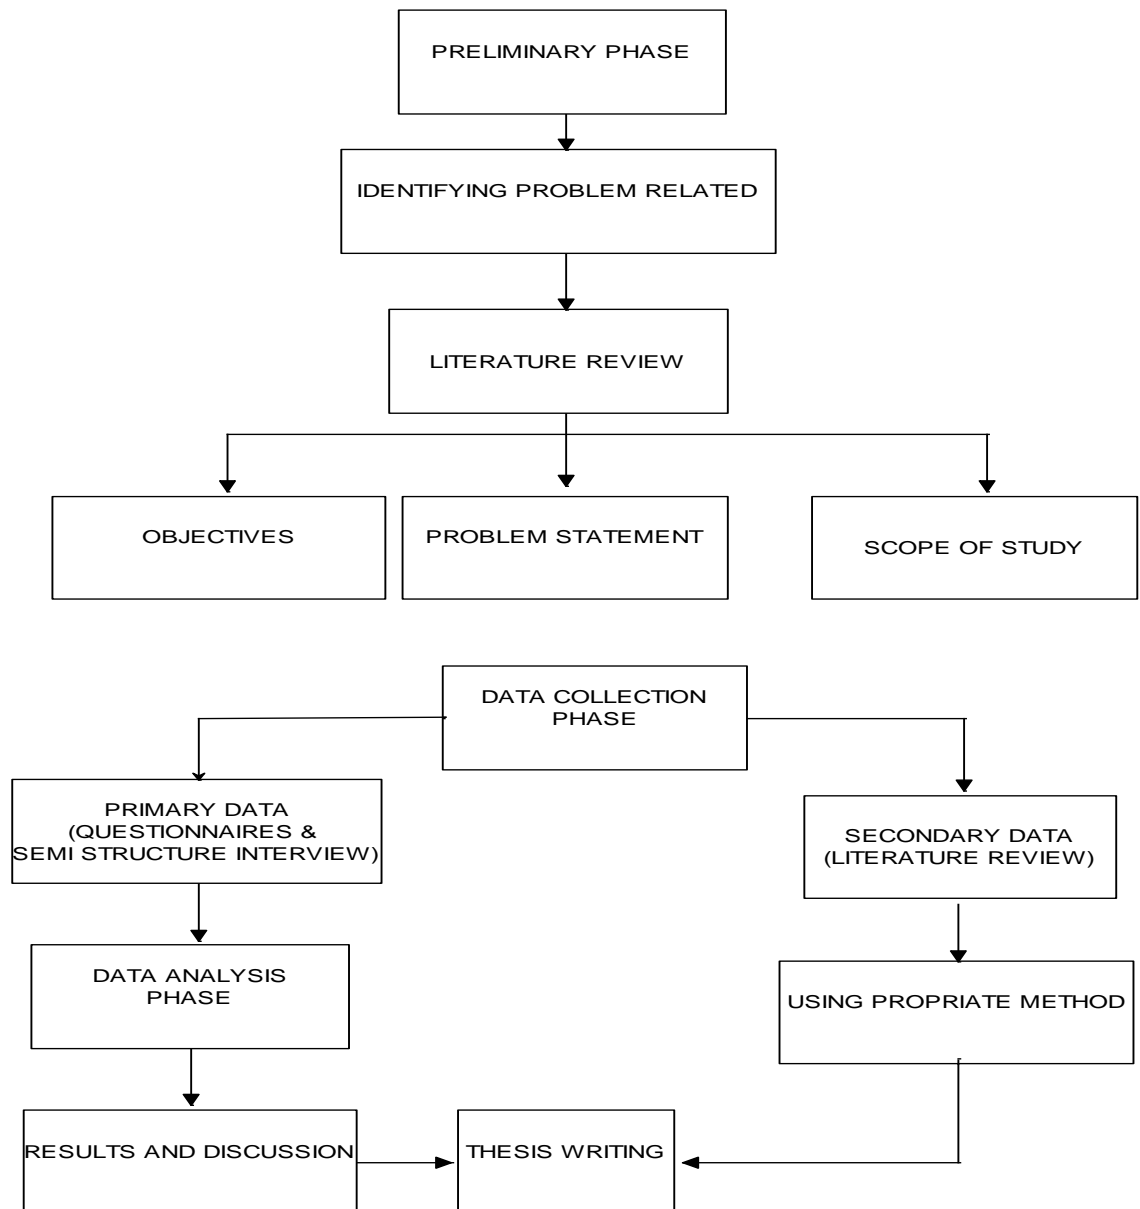 PRELIMINARY PHASE
IDENTIFYING PROBLEM RELATED
LITERATURE REVIEW
OBJECTIVES
PROBLEM STATEMENT
SCOPE OF STUDY
DATA COLLECTION
PHASE
PRIMARY DATA
(QUESTIONNAIRES &
SEMI STRUCTURE INTERVIEW)
SECONDARY DATA
(LITERATURE REVIEW)
DATA ANALYSIS
PHASE
USING PROPRIATE METHOD
RESULTS AND DISCUSSION
THESIS WRITING